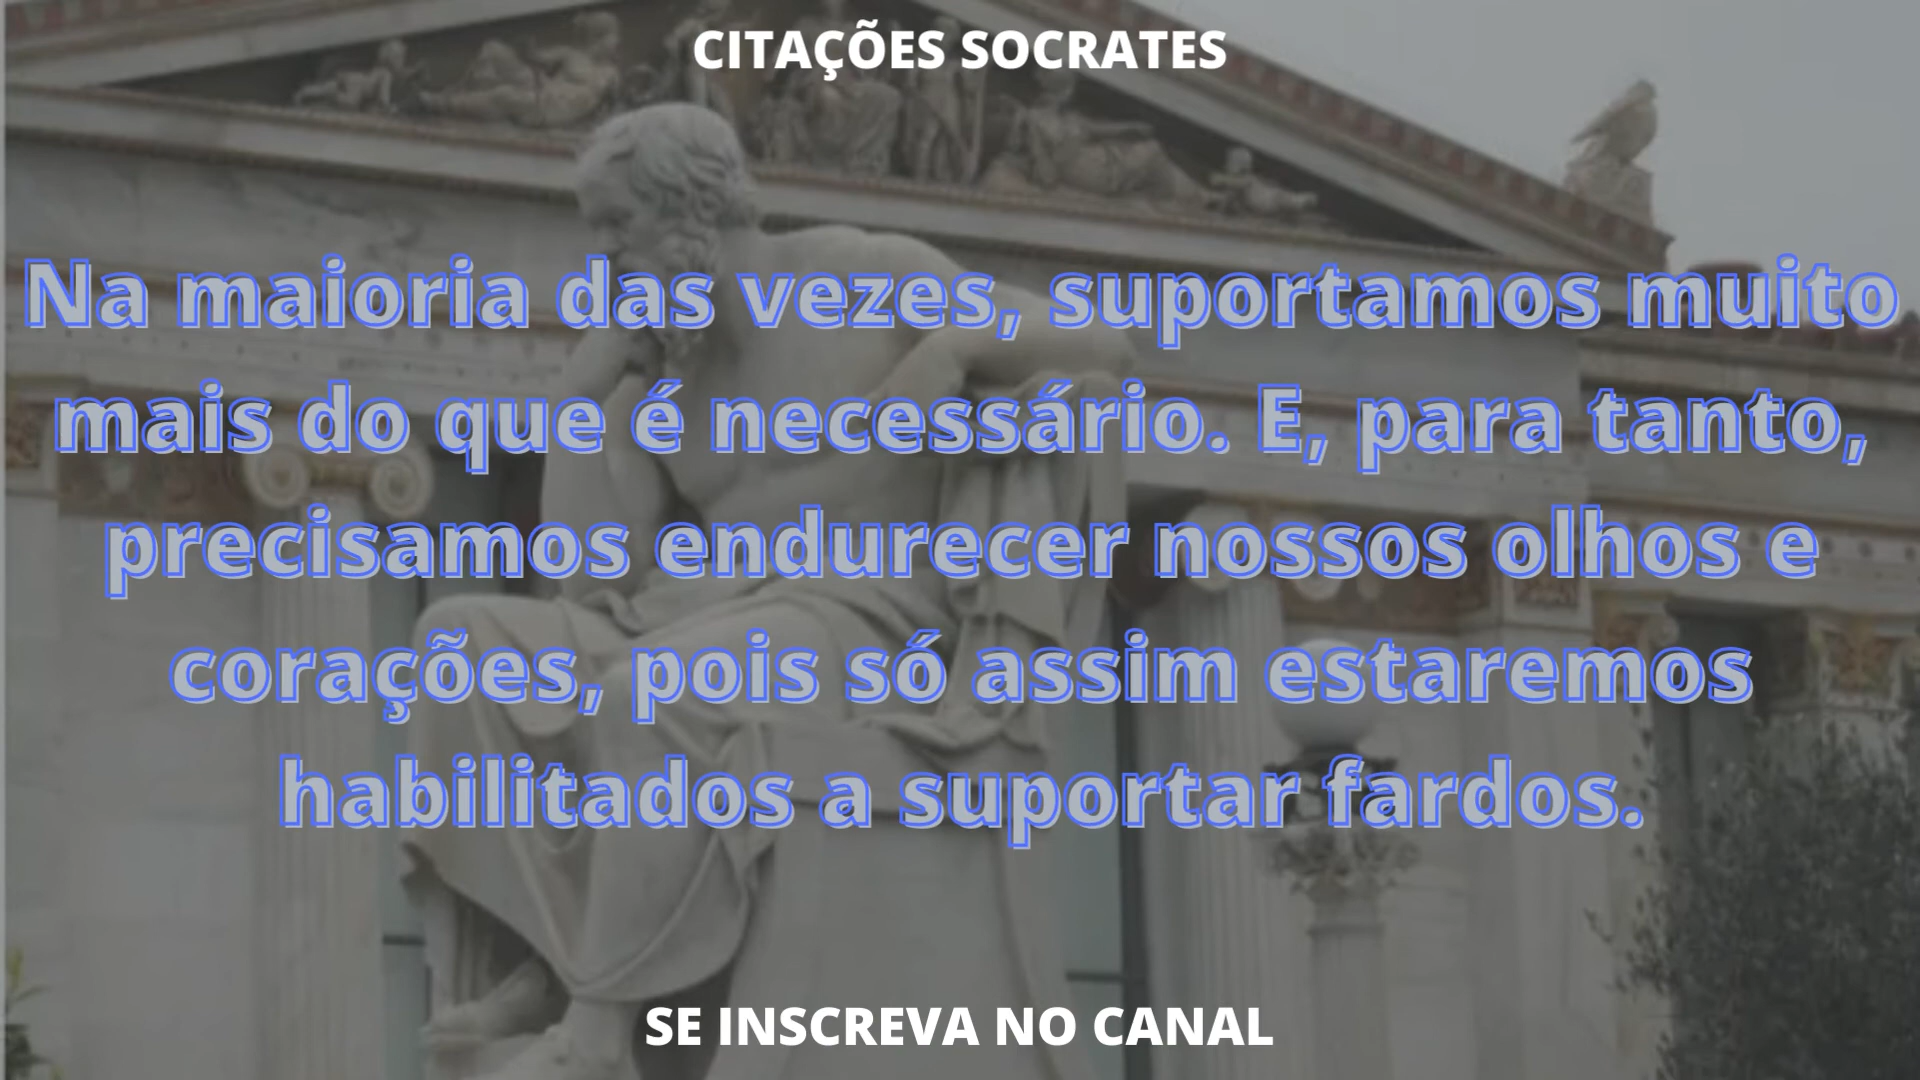 CITAÇÕES SOCRATES
Na maioria das vezes, suportamos muito
mais do que é necessário. E, para tanto,
precisamos endurecer nossos olhos e
corações, pois só assim estaremos
habilitados a suportar fardos.
SE INSCREVA NO CANAL